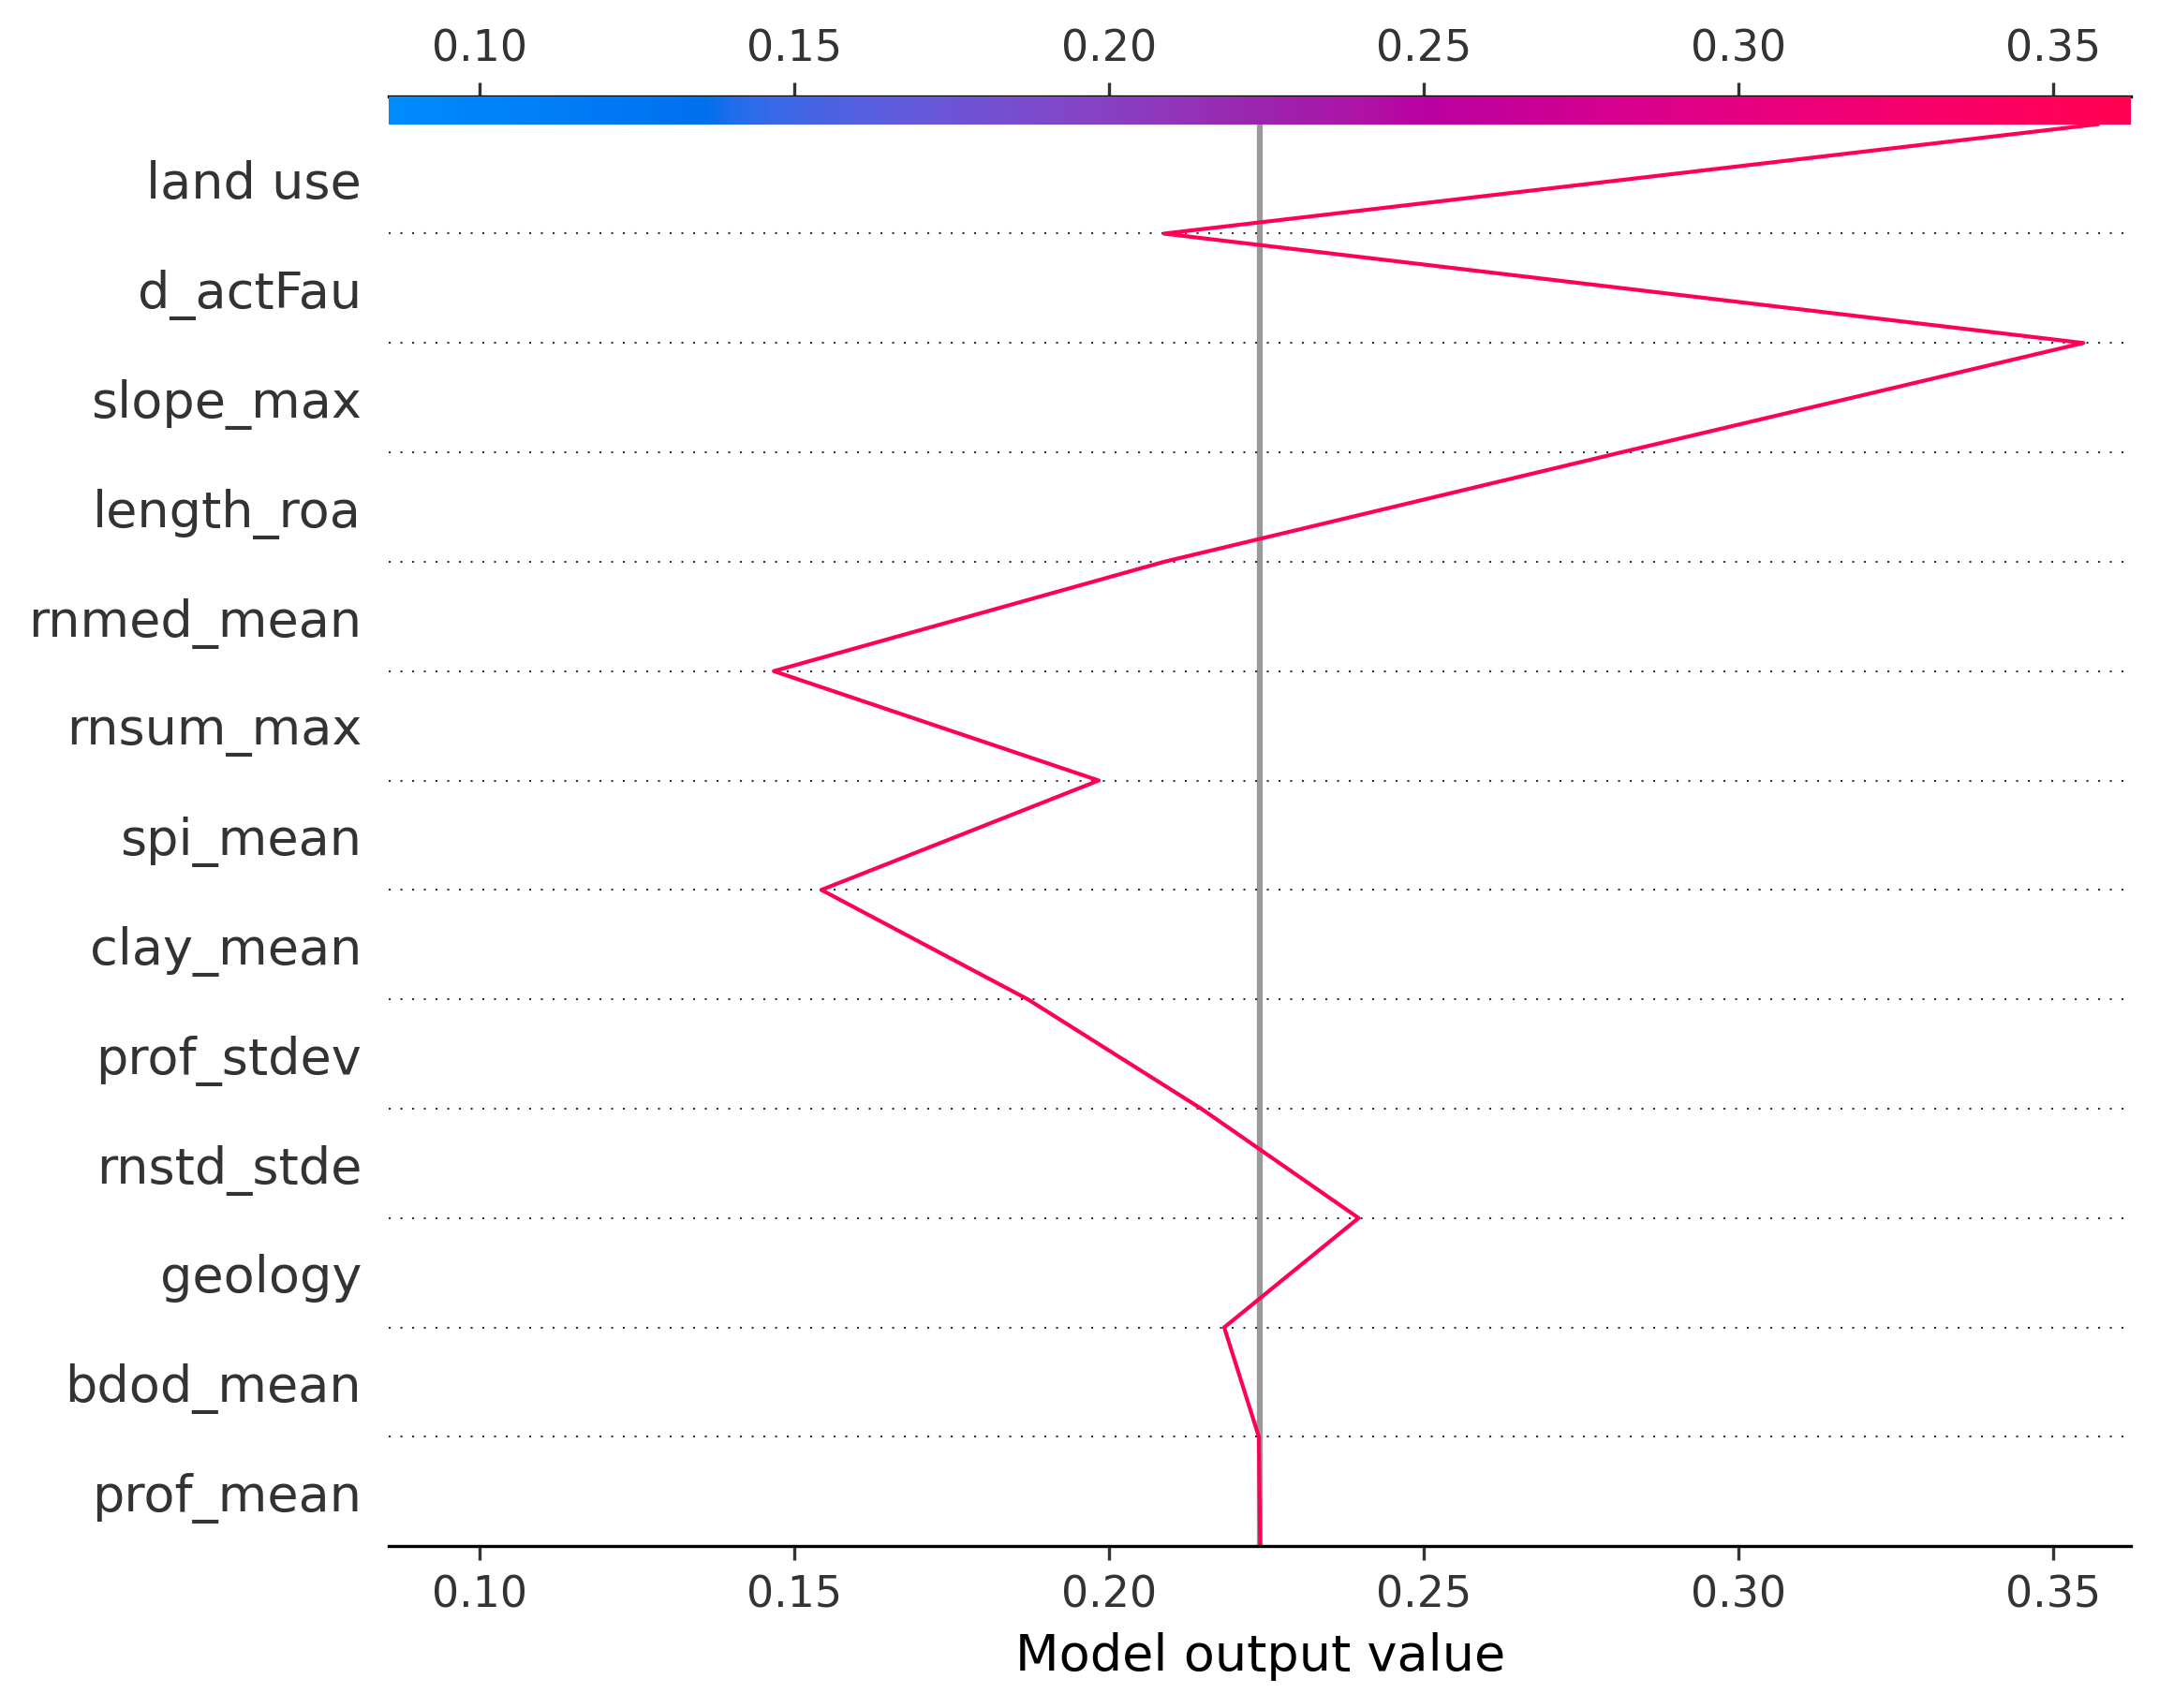 0.10 0.15 0.20 0.25 0.30 0.35
land use
d_actFau
slope_max
length_roa
rnmed_mean
rnsum_max
spi_mean
clay_mean
prof_stdev
rnstd_stde
geology
bdod_mean
prof_mean
0.10 0.15 0.20 0.25 0.30 0.35
Model output value